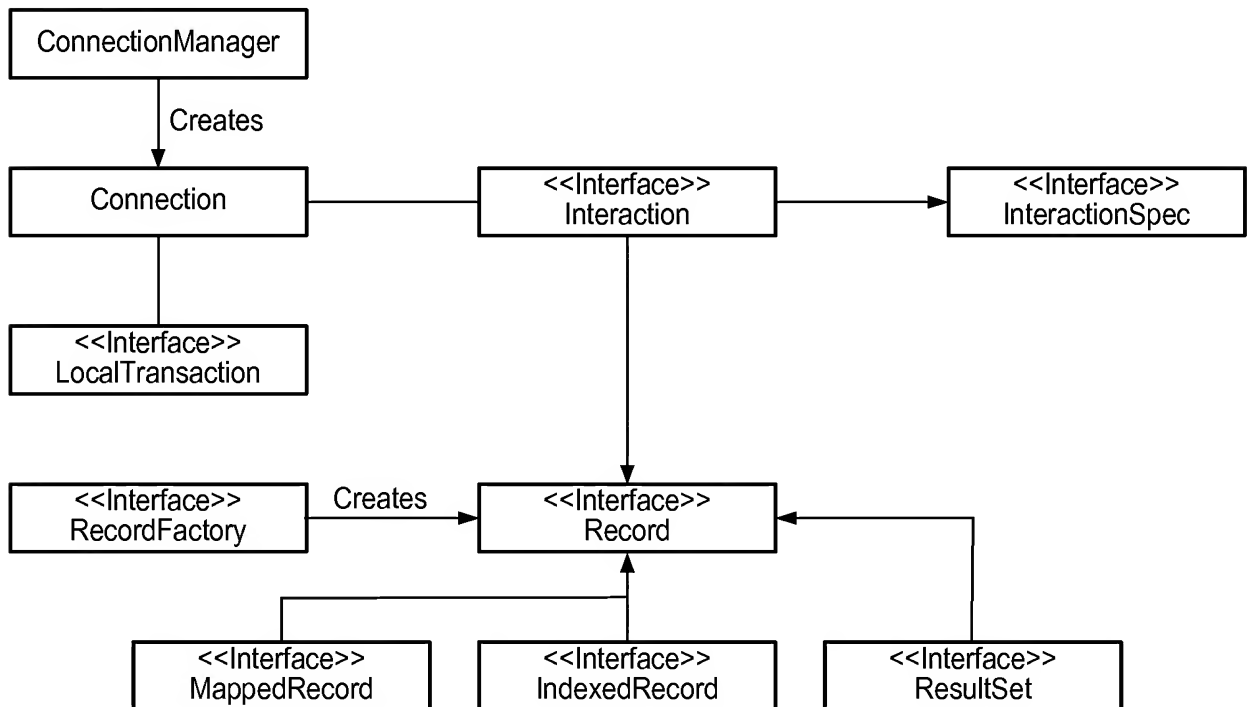 ConnectionManager
Creates
Connection
<<Interface>>
Interaction
<<Interface>>
InteractionSpec
<<Interface>>
LocalTransaction
<<Interface>>
RecordFactory
Creates
<<Interface>>
Record
<<Interface>>
MappedRecord
<<Interface>>
IndexedRecord
<<Interface>>
ResultSet